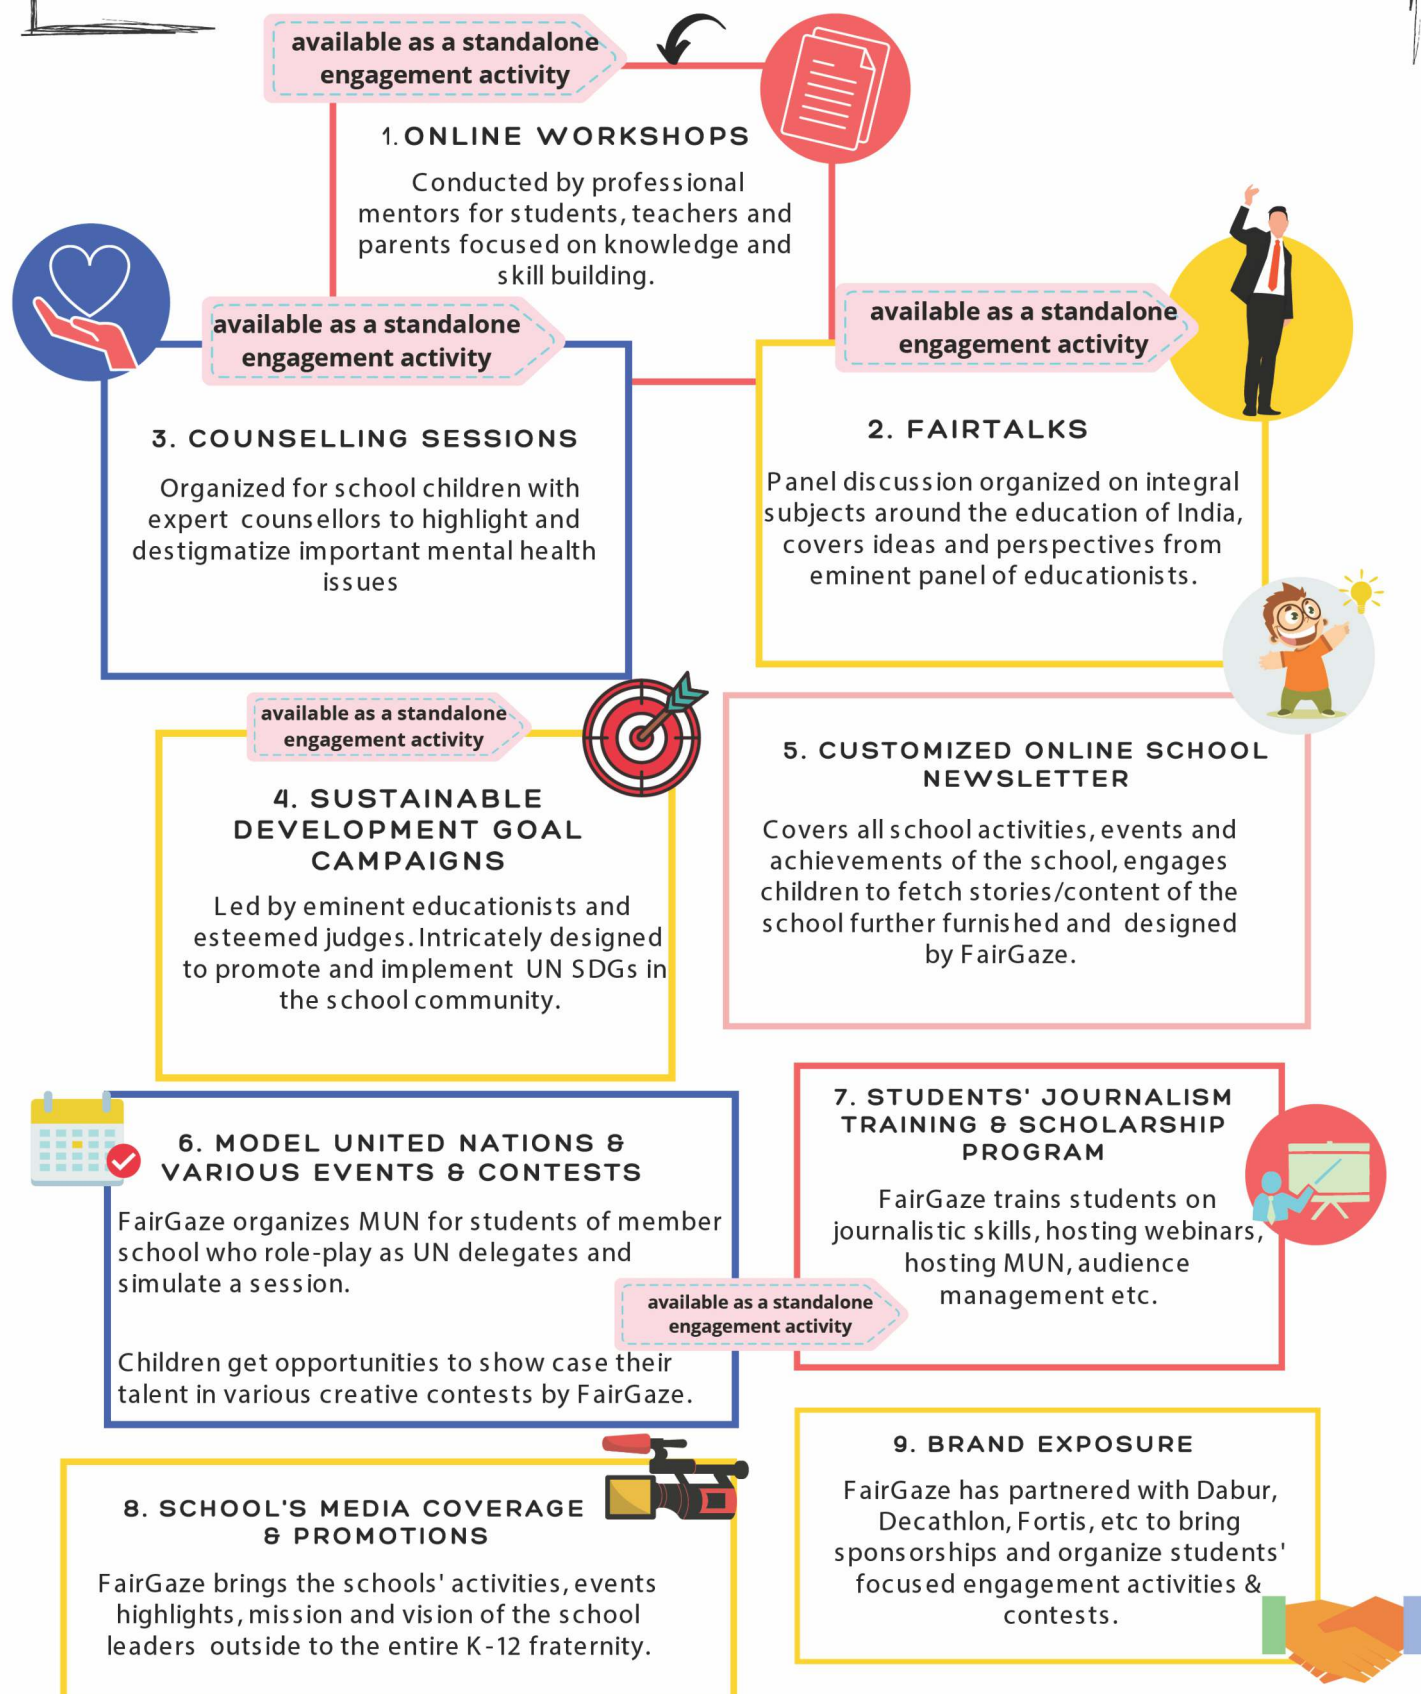 available as a standalone
engagement activity
1. ONLINE WORKSHOPS
Conducted by professional
mentors for students, teachers and
parents focused on knowledge and
skill building.
available as a standalone
engagement activity
2. FAIRTALKS
Panel discussion organized on integral
subjects around the education of India,
covers ideas and perspectives from
eminent panel of educationists.
available as a standalone
engagement activity
3. COUNSELLING SESSIONS
Organized for school children with
expert counsellors to highlight and
destigmatize important mental health
issues
available as a standalone
engagement activity
4. SUSTAINABLE
DEVELOPMENT GOAL
CAMPAIGNS
Led by eminent educationists and
esteemed judges. Intricately designed
to promote and implement UN SDGs in
the school community.
5. CUSTOMIZED ONLINE SCHOOL
NEWSLETTER
Covers all school activities, events and
achievements of the school, engages
children to fetch stories/content of the
school further furnished and designed
by FairGaze.
6. MODEL UNITED NATIONS &
VARIOUS EVENTS & CONTESTS
FairGaze organizes MUN for students of member
school who role-play as UN delegates and
simulate a session.
Children get opportunities to show case their
talent in various creative contests by FairGaze.
7. STUDENTS' JOURNALISM
TRAINING & SCHOLARSHIP
PROGRAM
FairGaze trains students on
journalistic skills, hosting webinars,
hosting MUN, audience
management etc.
available as a standalone
engagement activity
8. SCHOOL'S MEDIA COVERAGE
& PROMOTIONS
FairGaze brings the schools' activities, events
highlights, mission and vision of the school
leaders outside to the entire K-12 fraternity.
9. BRAND EXPOSURE
FairGaze has partnered with Dabur,
Decathlon, Fortis, etc to bring
sponsorships and organize students'
focused engagement activities &
contests.